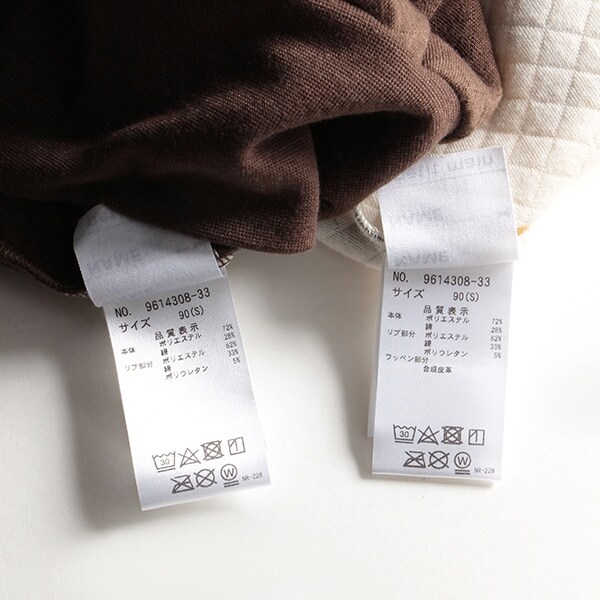 NAME
NO. 9614308-33
サイズ 90(S)
品質表示
本体 ポリエステル 72%
綿 28%
リブ部分 ポリエステル 62%
綿 33%
ポリウレタン 5%
30
W
NR-228
petit main
NAME
NO. 9614308-33
サイズ 90(S)
品質表示
本体 ポリエステル 72%
綿 28%
リブ部分 ポリエステル 62%
綿 33%
ポリウレタン 5%
ワッペン部分
合成皮革
30
W
NR-228